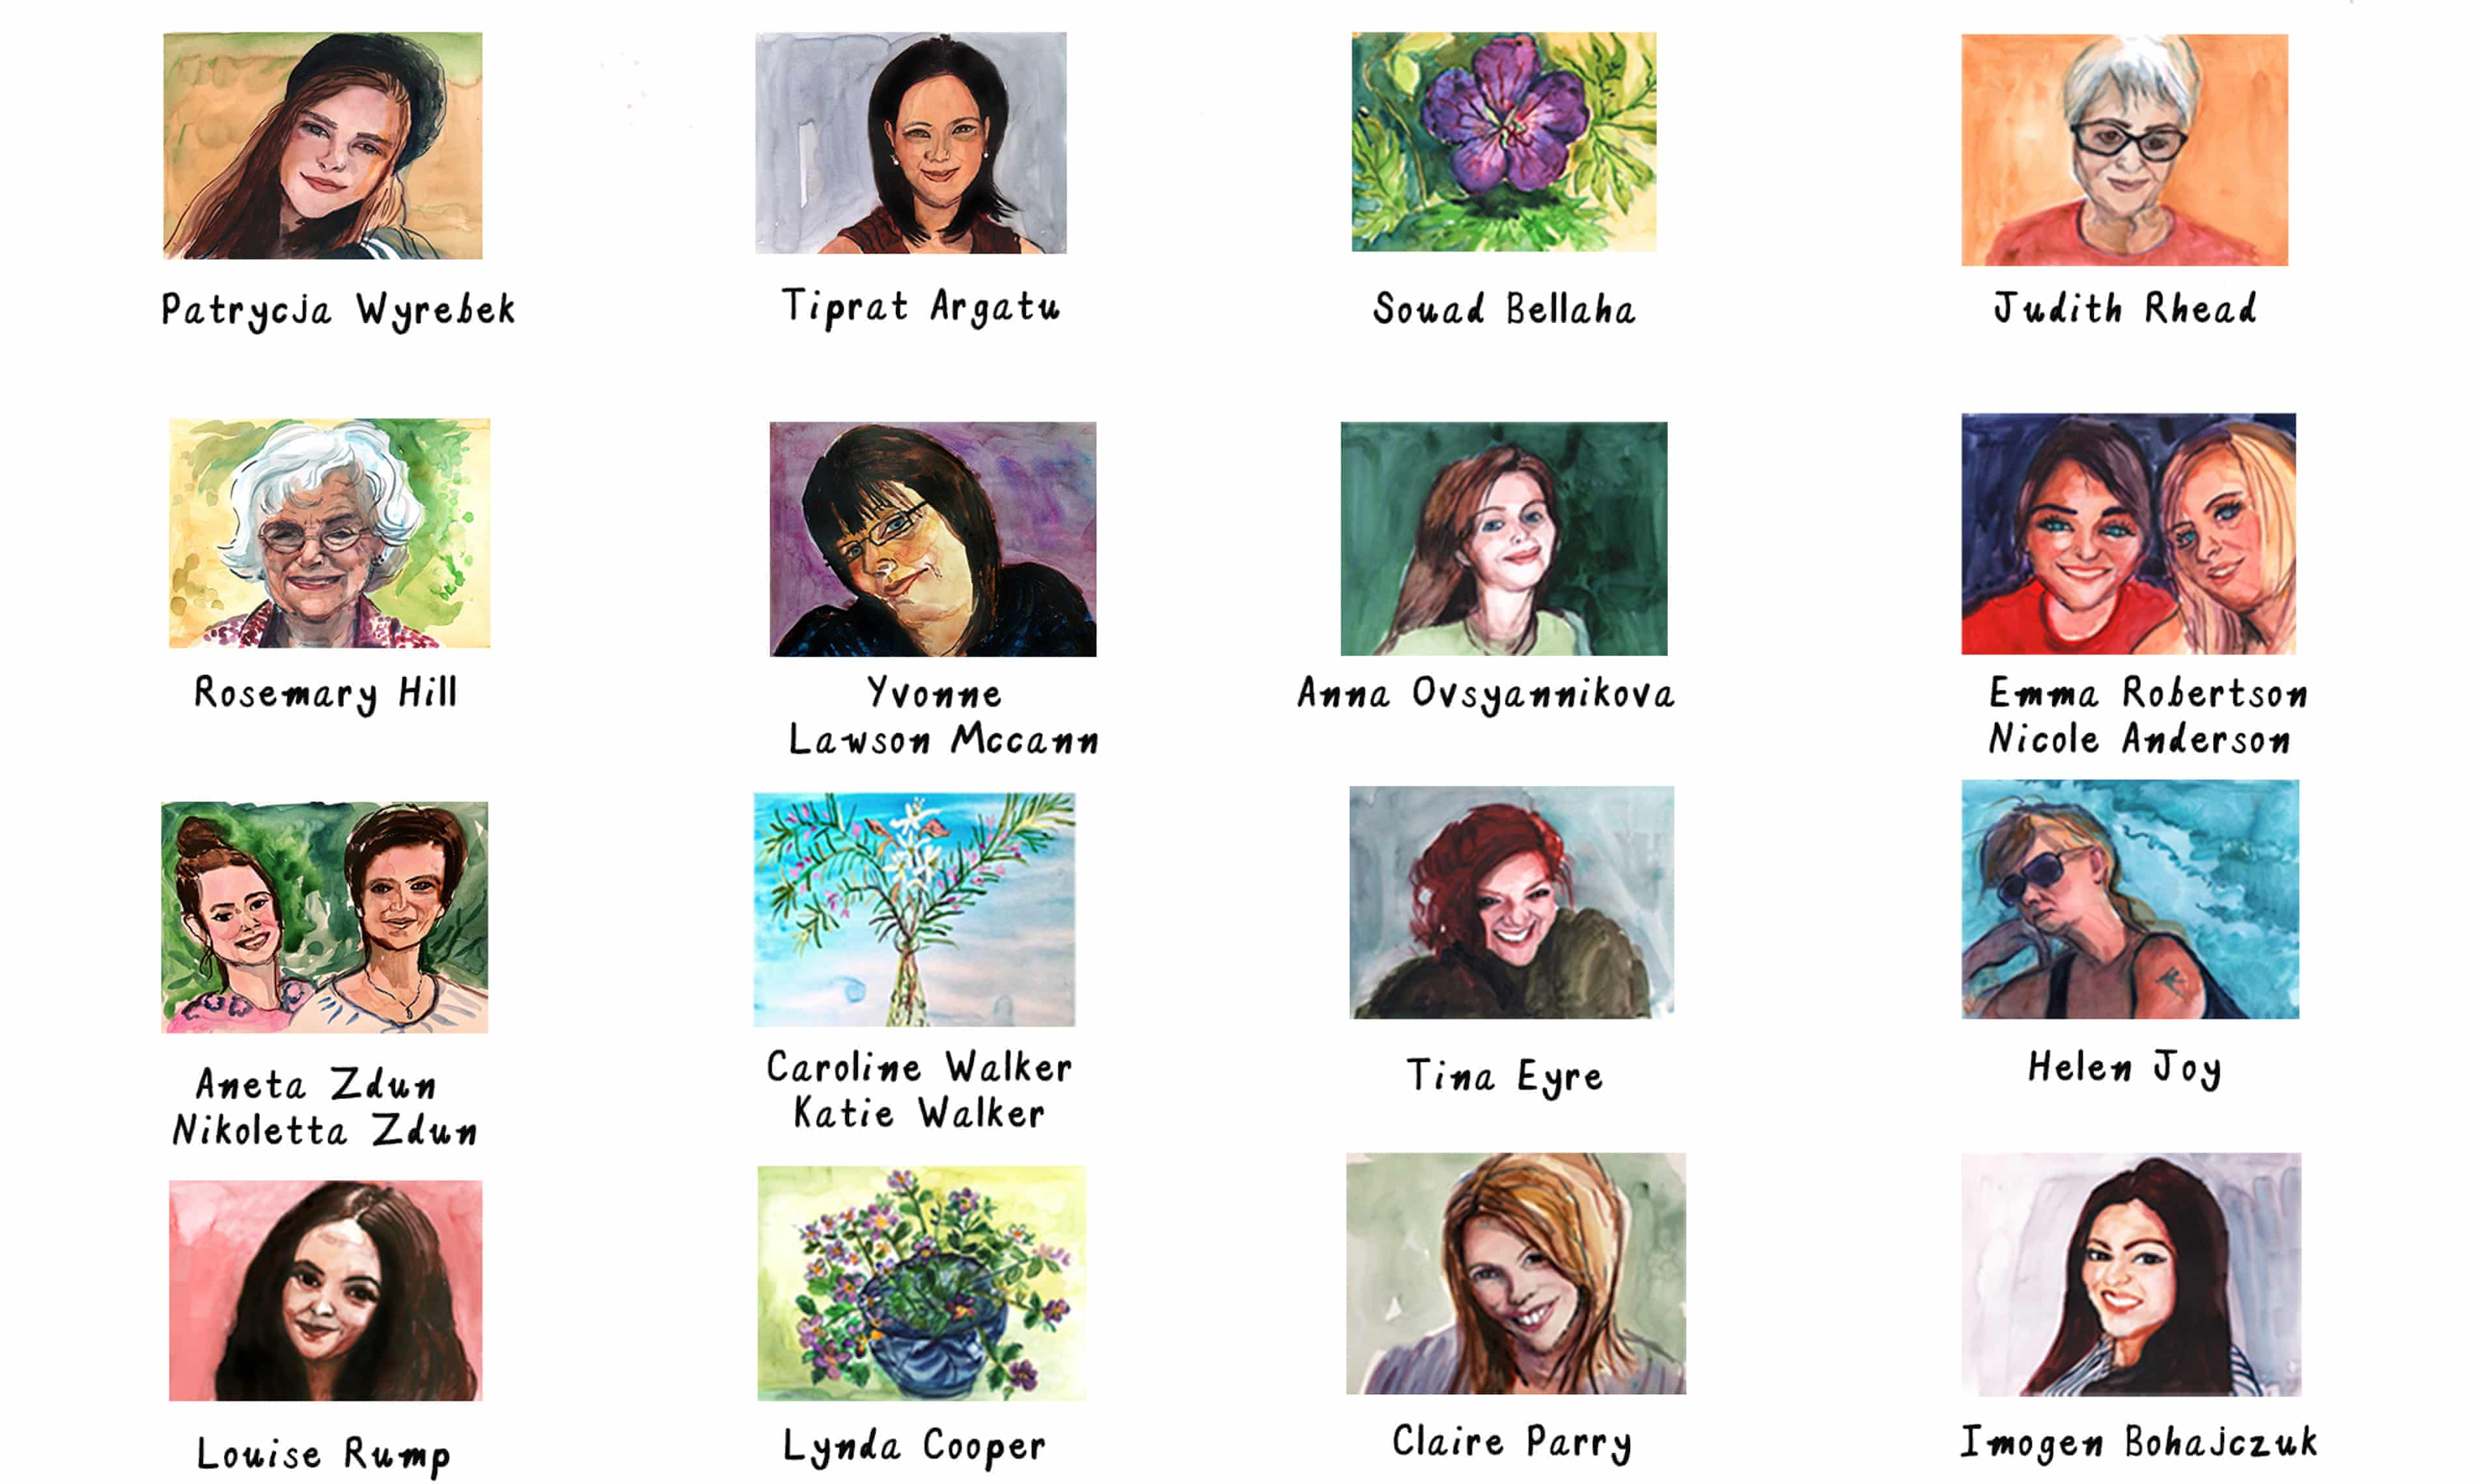 Patrycja Wyrebek
Tiprat Argatu
Souad Bellaha
Judith Rhead
Rosemary Hill
Yvonne
Lawson Mccann
Anna Ovsyannikova
Emma Robertson
Nicole Anderson
Aneta Zdun
Nikoletta Zdun
Caroline Walker
Katie Walker
Tina Eyre
Helen Joy
Louise Rump
Lynda Cooper
Claire Parry
Imogen Bohajczuk